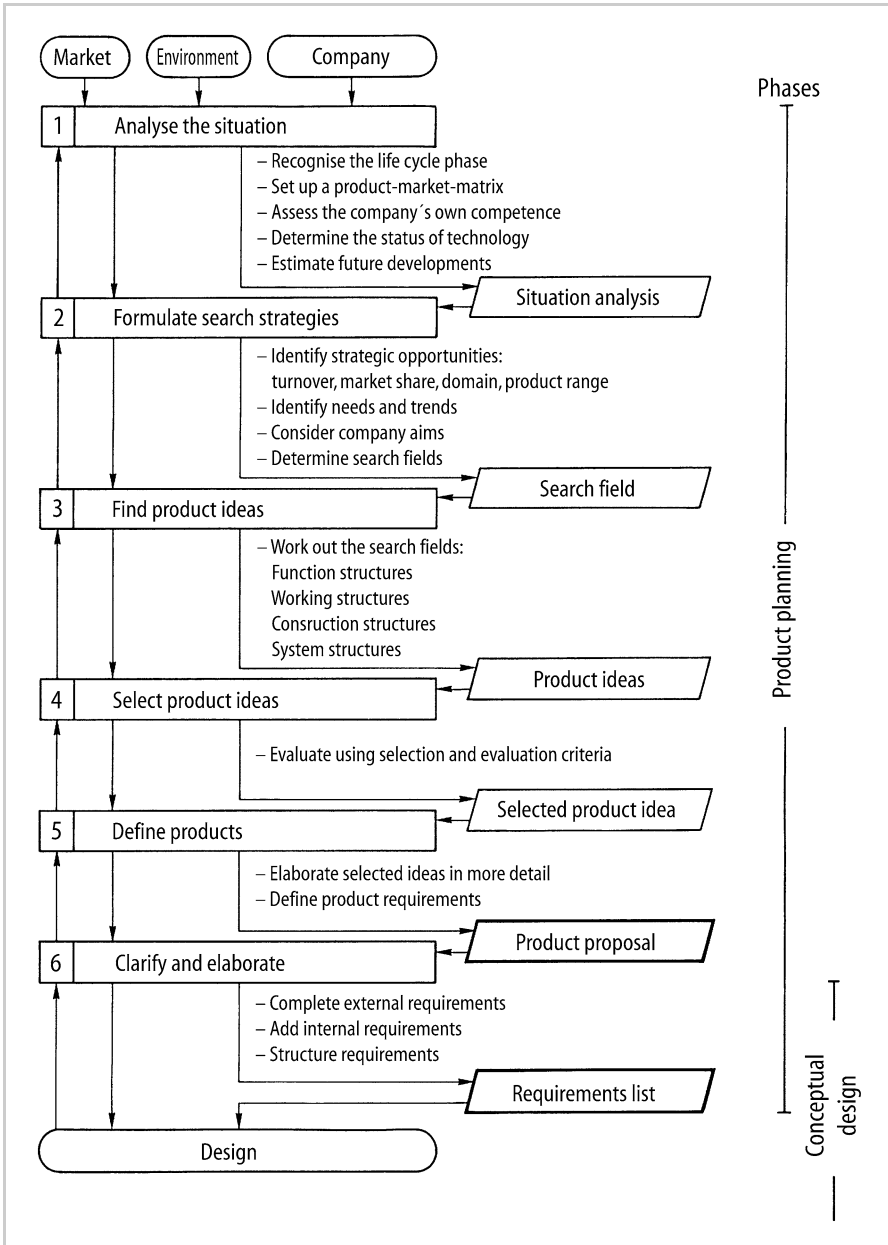 Market
Environment
Company
Phases
1 Analyse the situation
– Recognise the life cycle phase
– Set up a product-market-matrix
– Assess the company´s own competence
– Determine the status of technology
– Estimate future developments
Situation analysis
2 Formulate search strategies
– Identify strategic opportunities:
turnover, market share, domain, product range
– Identify needs and trends
– Consider company aims
– Determine search fields
Search field
3 Find product ideas
– Work out the search fields:
Function structures
Working structures
Consruction structures
System structures
Product ideas
4 Select product ideas
– Evaluate using selection and evaluation criteria
Selected product idea
5 Define products
– Elaborate selected ideas in more detail
– Define product requirements
Product proposal
6 Clarify and elaborate
– Complete external requirements
– Add internal requirements
– Structure requirements
Requirements list
Design
Product planning
Conceptual
design